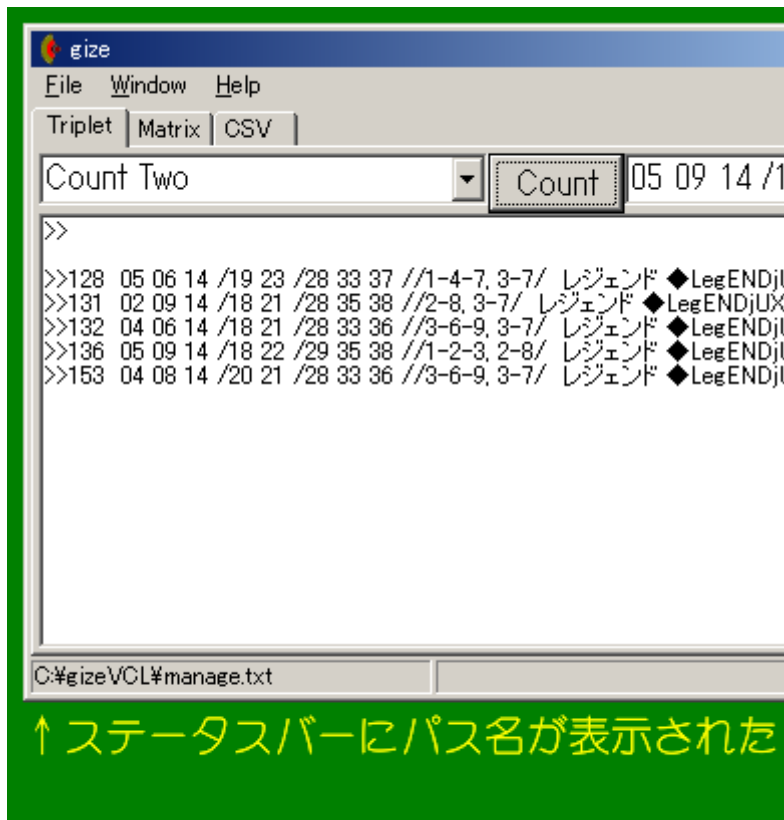 gize
File Window Help
Triplet Matrix CSV
Count Two Count 05 09 14 /1
>>
>>128 05 06 14 /19 23 /28 33 37 //1-4-7, 3-7/ レジェンド ◆LegENDjU
>>131 02 09 14 /18 21 /28 35 38 //2-8, 3-7/ レジェンド ◆LegENDjUX
>>132 04 06 14 /18 21 /28 33 36 //3-6-9, 3-7/ レジェンド ◆LegENDjU
>>136 05 09 14 /18 22 /29 35 38 //1-2-3, 2-8/ レジェンド ◆LegENDjU
>>153 04 08 14 /20 21 /28 33 36 //3-6-9, 3-7/ レジェンド ◆LegENDjU
C:¥gizeVCL¥manage.txt
↑ステータスバーにパス名が表示された